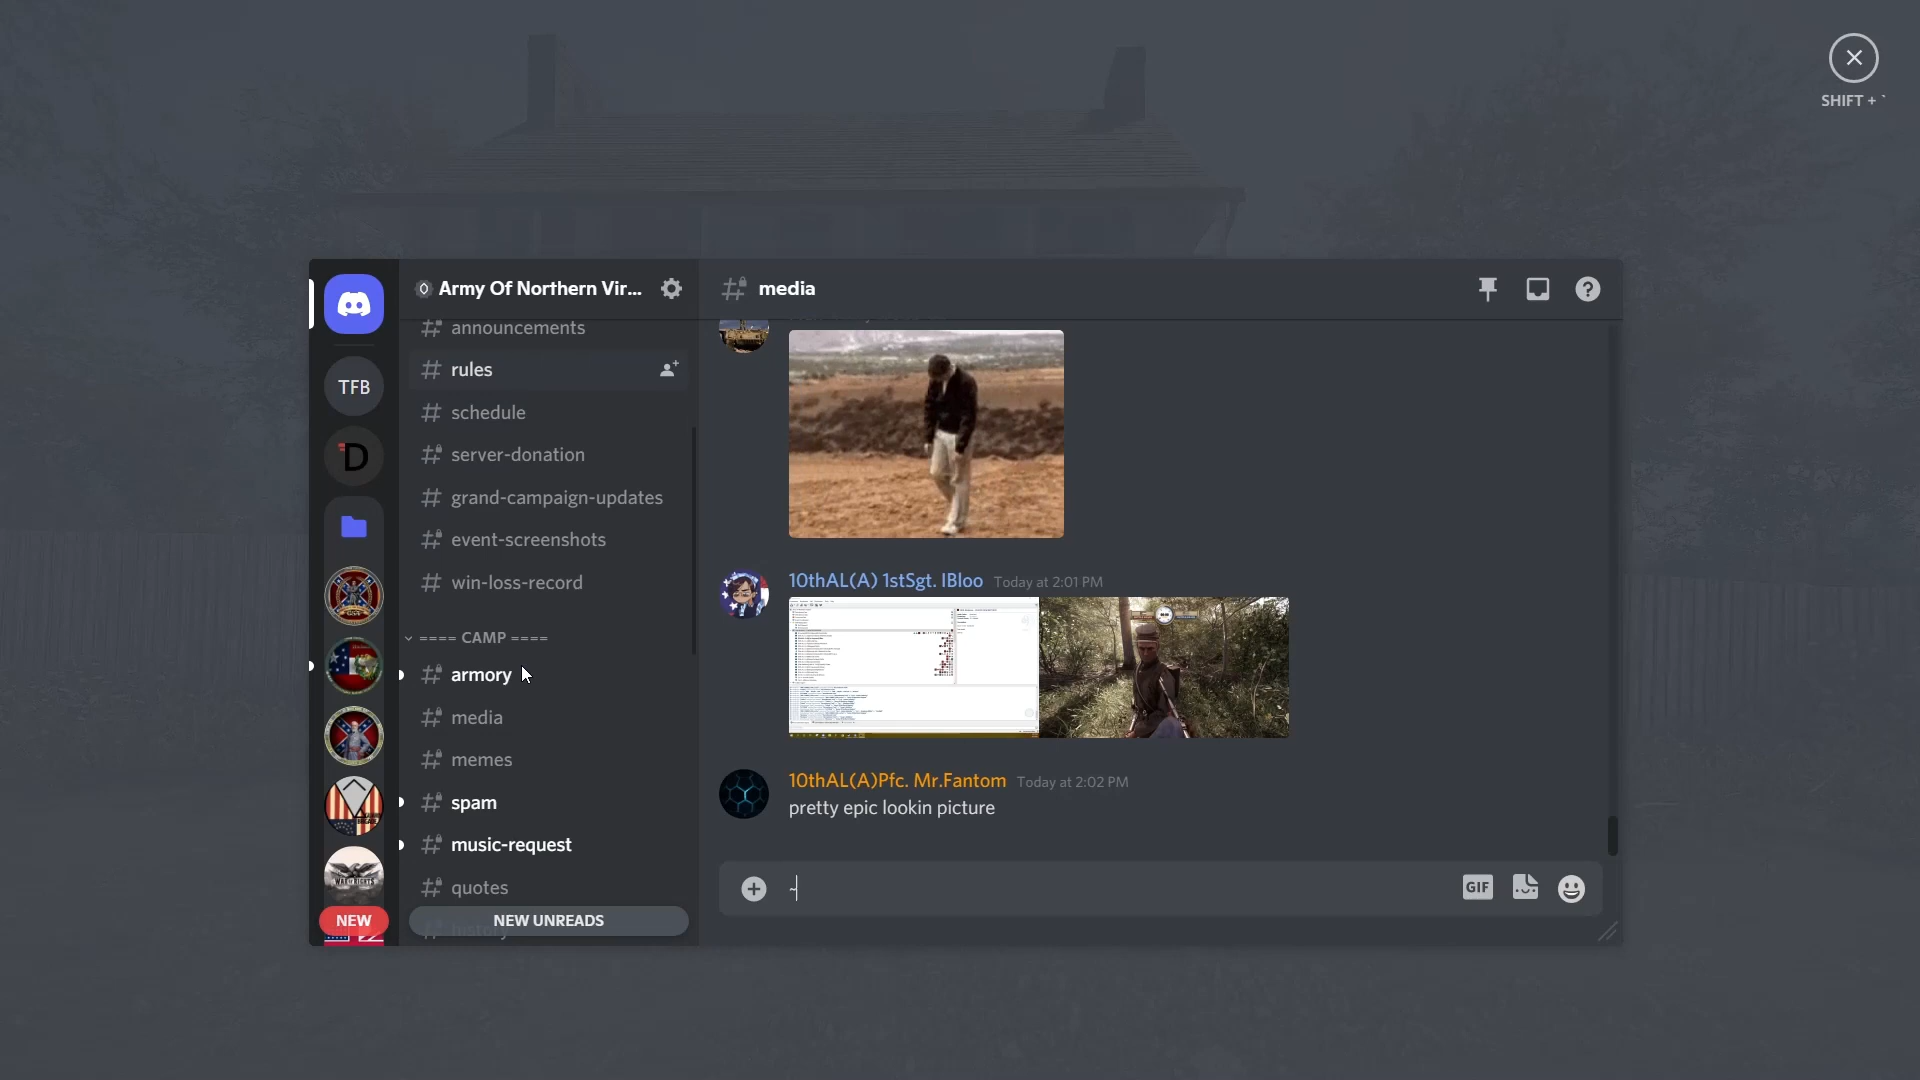 SHIFT + `
Army Of Northern Vir...
media
announcements
rules
TFB
schedule
server-donation
D
grand-campaign-updates
event-screenshots
win-loss-record
10thAL(A) 1stSgt. IBloo Today at 2:01 PM
==== CAMP ====
armory
media
memes
spam
music-request
quotes
10thAL(A)Pfc. Mr.Fantom Today at 2:02 PM
pretty epic lookin picture
-
GIF
NEW
NEW UNREADS
history